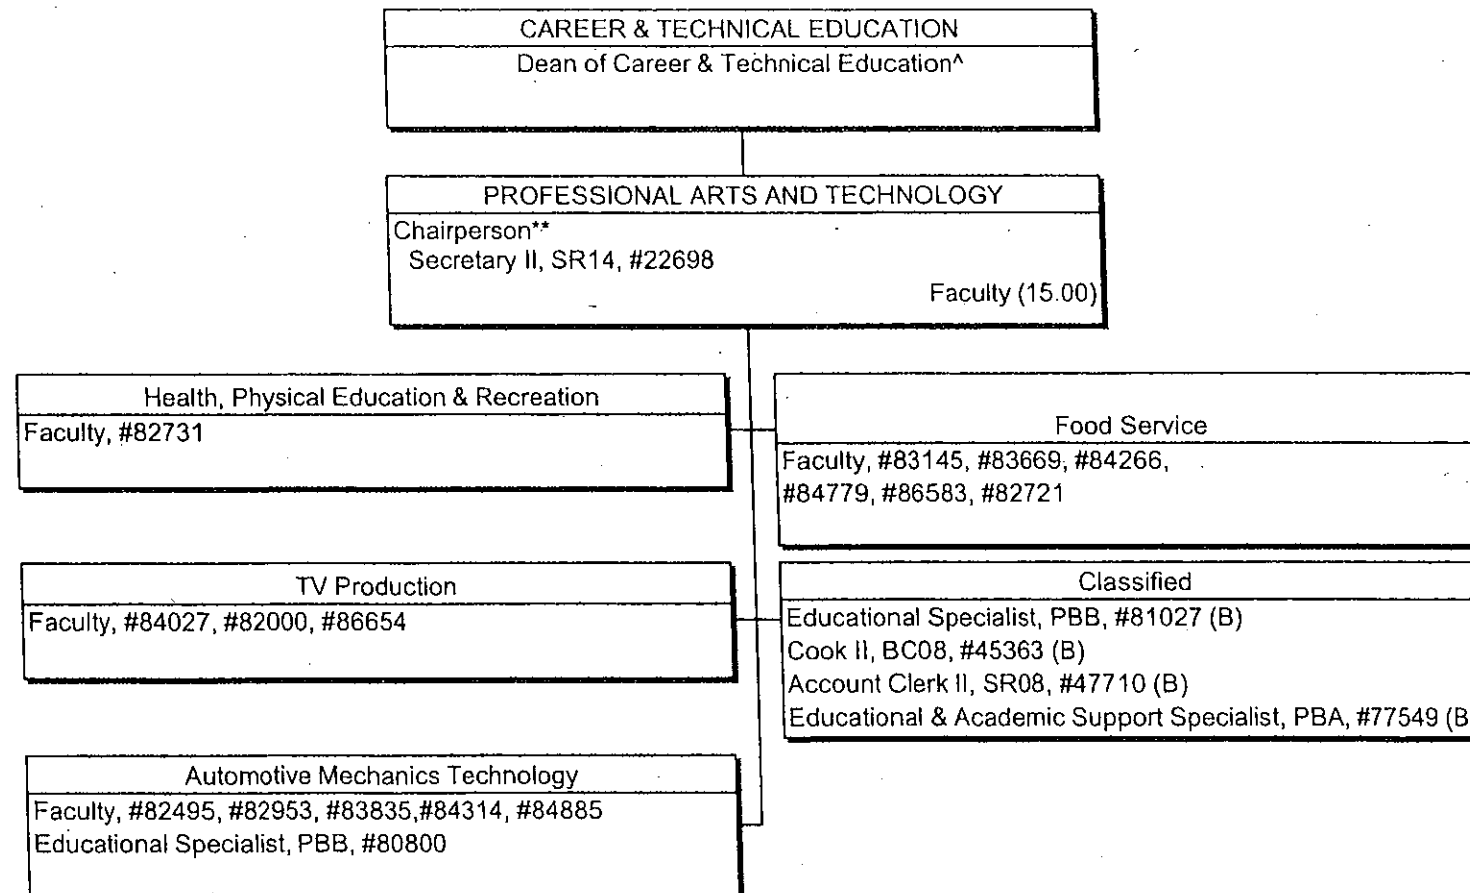 CAREER & TECHNICAL EDUCATION
Dean of Career & Technical Education^
PROFESSIONAL ARTS AND TECHNOLOGY
Chairperson**
Secretary II, SR14, #22698
Faculty (15.00)
Health, Physical Education & Recreation
Faculty, #82731
Food Service
Faculty, #83145, #83669, #84266,
#84779, #86583, #82721
TV Production
Faculty, #84027, #82000, #86654
Classified
Educational Specialist, PBB, #81027 (B)
Cook II, BC08, #45363 (B)
Account Clerk II, SR08, #47710 (B)
Educational & Academic Support Specialist, PBA, #77549 (B
Automotive Mechanics Technology
Faculty, #82495, #82953, #83835,#84314, #84885
Educational Specialist, PBB, #80800